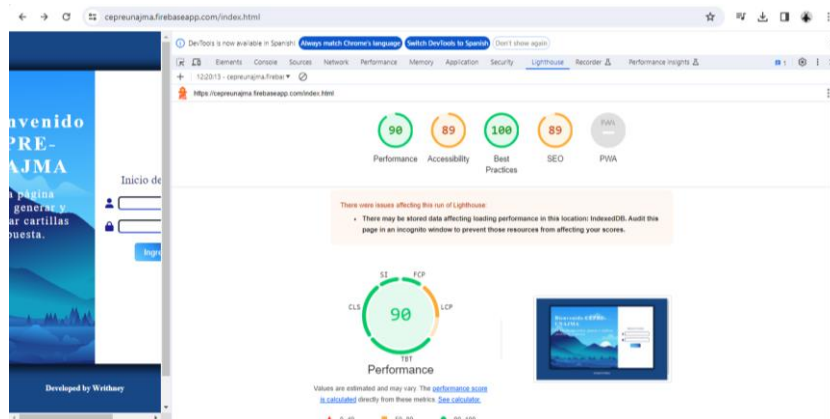 cepreunajma.firebaseapp.com/index.html
DevTools is now available in Spanish! Always match Chrome's language Switch DevTools to Spanish Don't show again
Elements Console Sources Network Performance Memory Application Security Lighthouse Recorder Performance insights 1
12:20:13 - cepreunajma.firebas
https://cepreunajma.firebaseapp.com/index.html
90 89 100 89 PWA
Performance Accessibility Best Practices SEO PWA
There were issues affecting this run of Lighthouse:
• There may be stored data affecting loading performance in this location: IndexedDB. Audit this
page in an incognito window to prevent those resources from affecting your scores.
nvenido
PRE-
AJMA
a página
generar y
ar cartillas
puesta.
Inicio de
Ingre
Developed by Writhney
SI FCP
CLS LCP
90
TBT
Performance
Values are estimated and may vary. The performance score
is calculated directly from these metrics. See calculator.